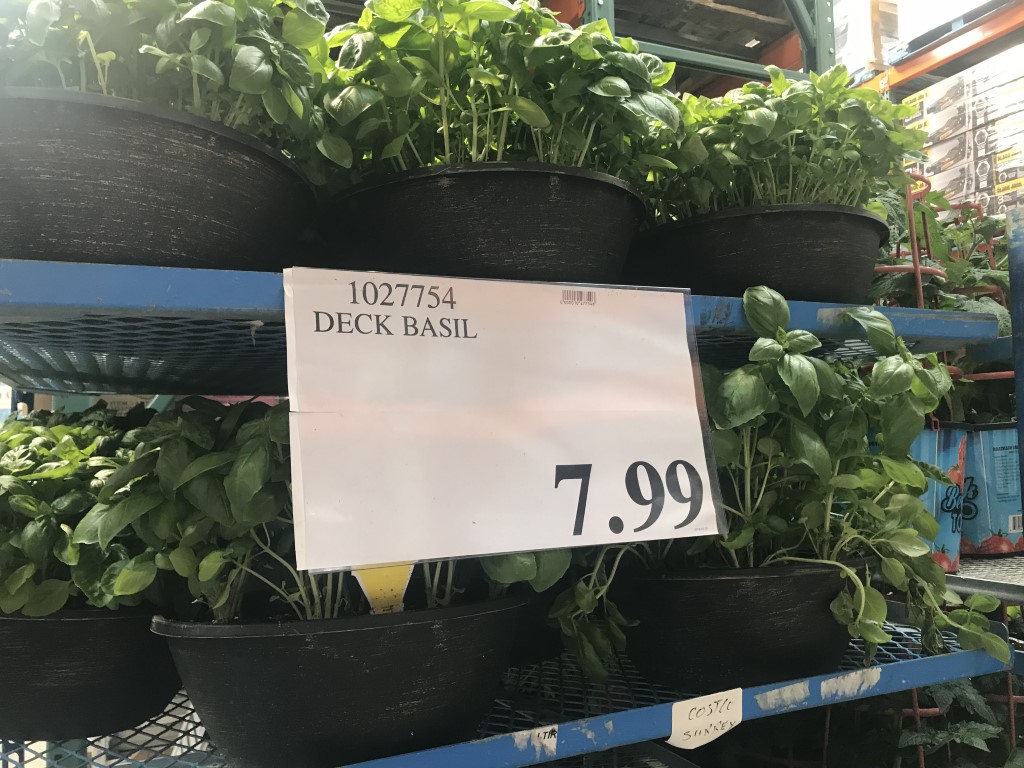 1027754
DECK BASIL
7.99
COSTCO
SURREY